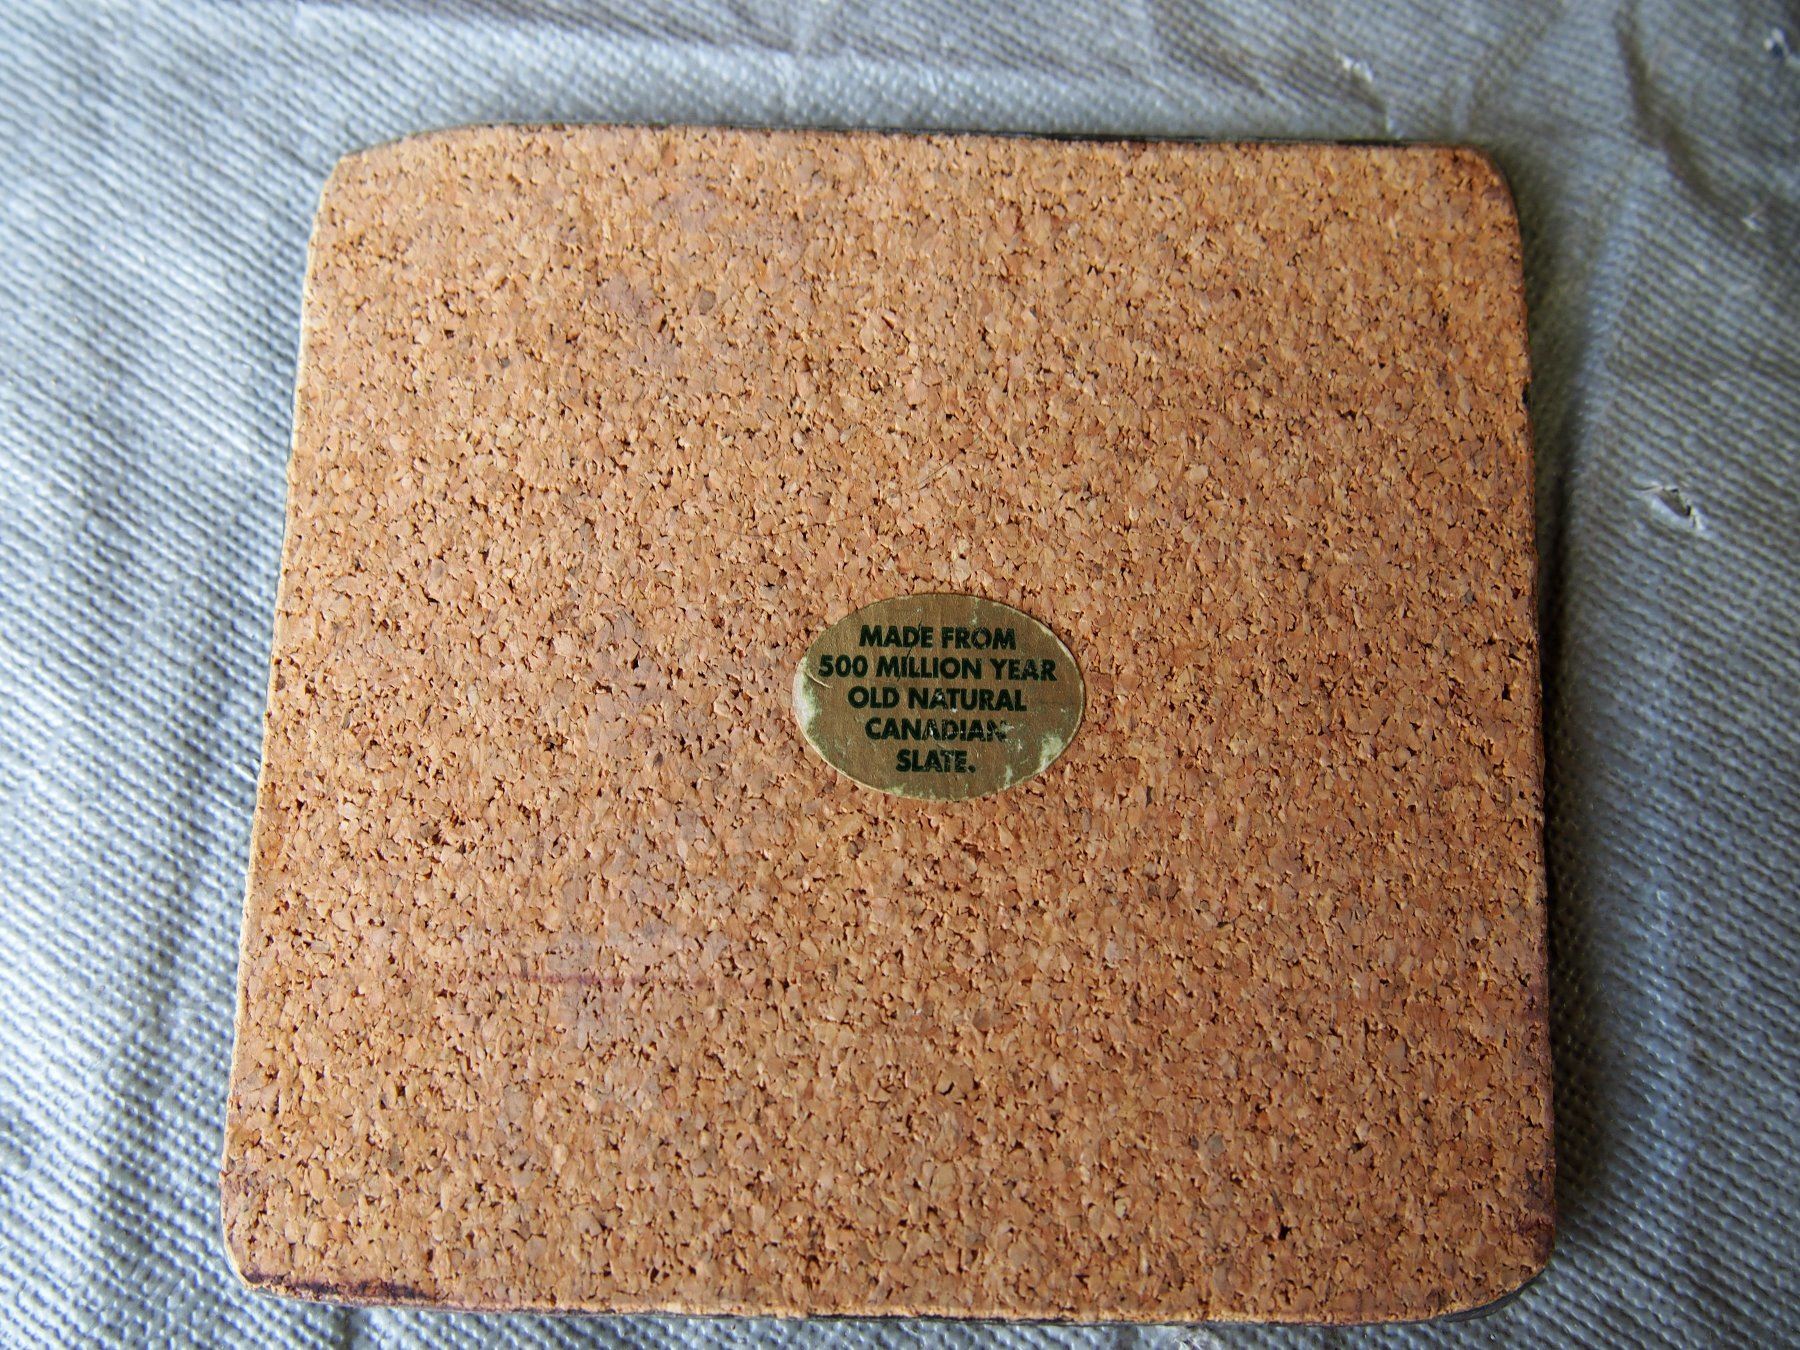 MADE FROM
500 MILLION YEAR
OLD NATURAL
CANADIAN
SLATE.